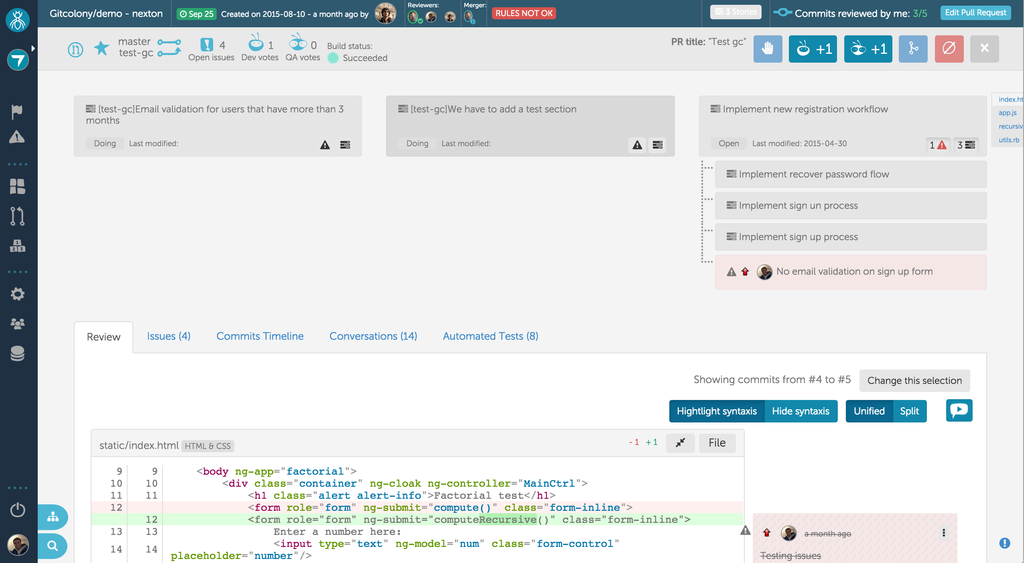 Gitcolony/demo - nexton
Sep 25
Created on 2015-08-10 - a month ago by
Reviewers:
Merger:
RULES NOT OK
3 Stories
Commits reviewed by me: 3/5
Edit Pull Request
master
test-gc
4
Open issues
1
Dev votes
0
QA votes
Build status:
Succeeded
PR title: "Test gc"
+1
+1
[test-gc]Email validation for users that have more than 3
months
Doing Last modified:
[test-gc]We have to add a test section
Doing Last modified:
Implement new registration workflow
Open Last modified: 2015-04-30
1 3
Implement recover password flow
Implement sign un process
Implement sign up process
No email validation on sign up form
index.ht
app.js
recursiv
utils.rb
Review
Issues (4)
Commits Timeline
Conversations (14)
Automated Tests (8)
Showing commits from #4 to #5
Change this selection
Hightlight syntaxis
Hide syntaxis
Unified
Split
static/index.html HTML & CSS
-1 +1
File
9 9 <body ng-app="factorial">
10 10 <div class="container" ng-cloak ng-controller="MainCtrl">
11 11 <h1 class="alert alert-info">Factorial test</h1>
12 <form role="form" ng-submit="compute()" class="form-inline">
12 <form role="form" ng-submit="computeRecursive()" class="form-inline">
13 13 Enter a number here:
14 14 <input type="text" ng-model="num" class="form-control"
placeholder="number"/>
a month ago
Testing issues